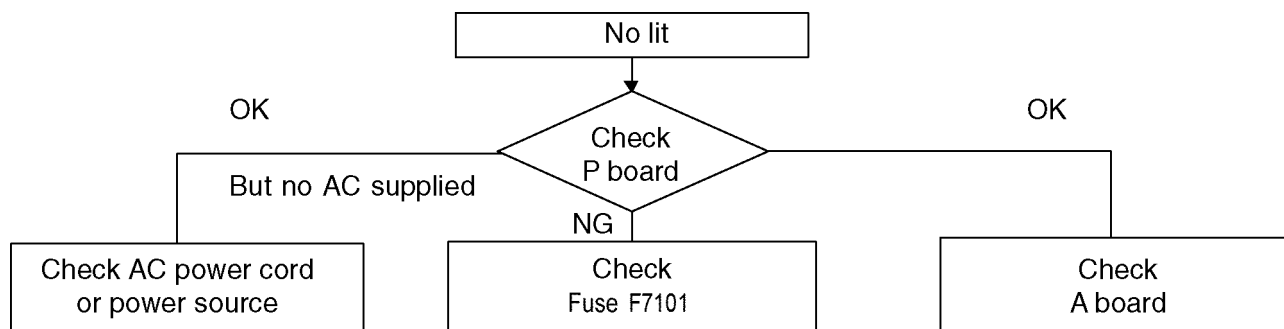 No lit
OK
OK
Check
P board
But no AC supplied
NG
Check AC power cord
or power source
Check
Fuse F7101
Check
A board